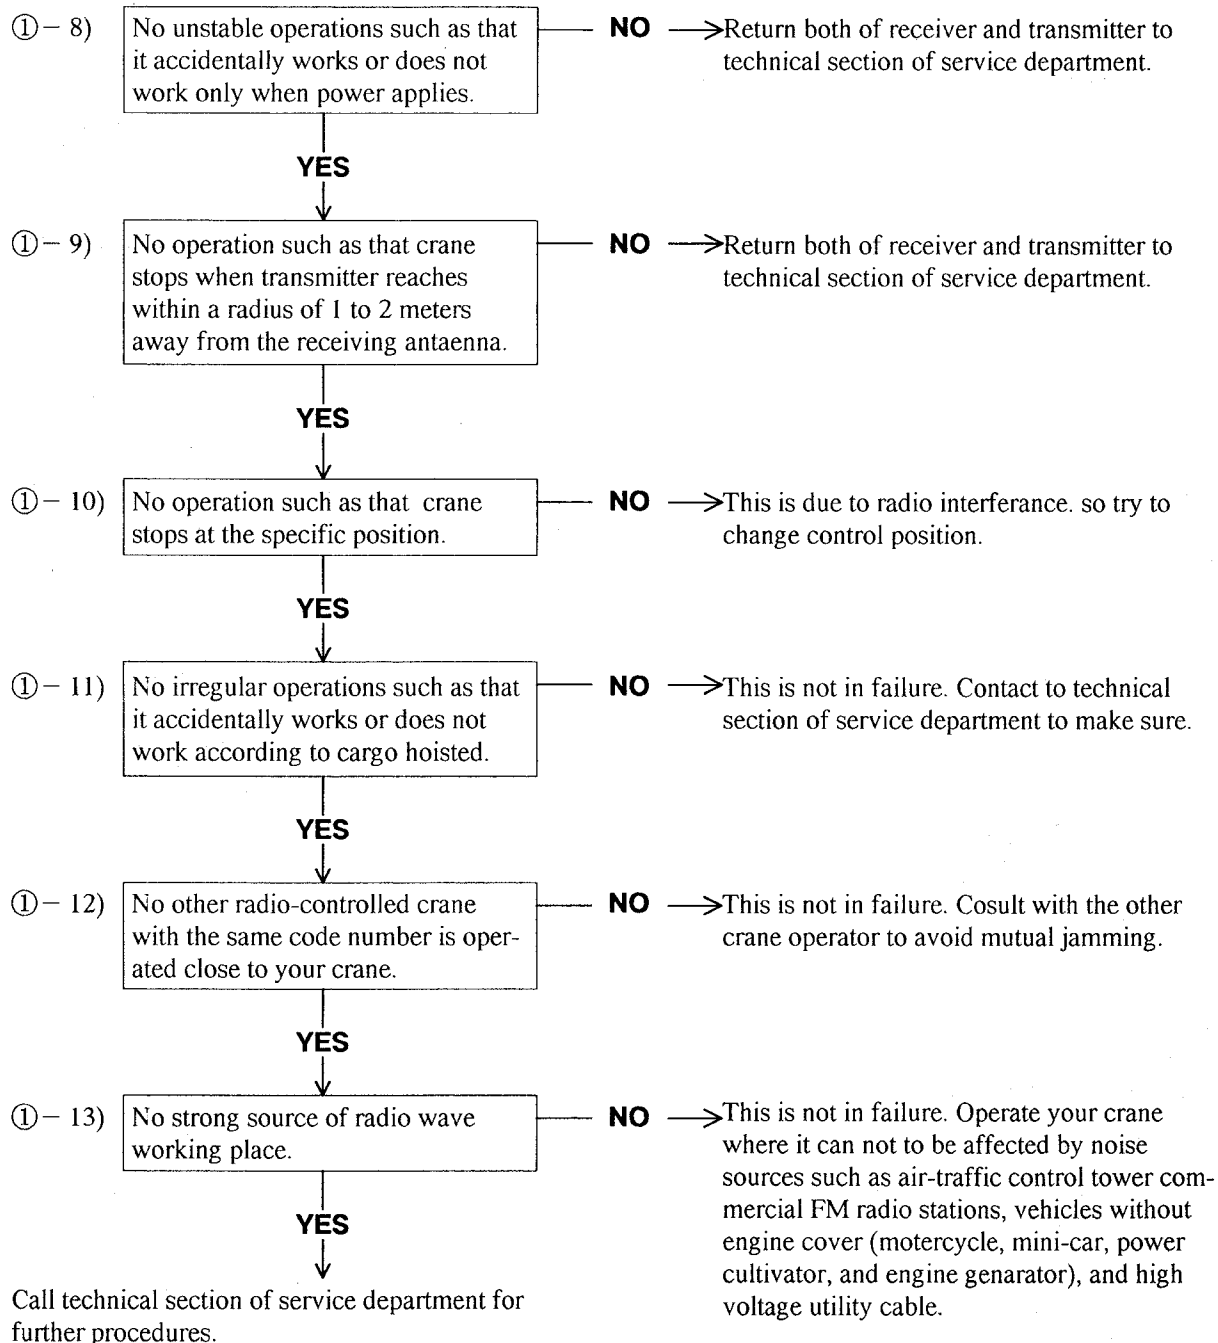 ①− 8) No unstable operations such as that
it accidentally works or does not
work only when power applies.
NO
Return both of receiver and transmitter to
technical section of service department.
YES
①− 9) No operation such as that crane
stops when transmitter reaches
within a radius of 1 to 2 meters
away from the receiving antaenna.
NO
Return both of receiver and transmitter to
technical section of service department.
YES
①− 10) No operation such as that crane
stops at the specific position.
NO
This is due to radio interferance. so try to
change control position.
YES
①− 11) No irregular operations such as that
it accidentally works or does not
work according to cargo hoisted.
NO
This is not in failure. Contact to technical
section of service department to make sure.
YES
①− 12) No other radio-controlled crane
with the same code number is oper-
ated close to your crane.
NO
This is not in failure. Cosult with the other
crane operator to avoid mutual jamming.
YES
①− 13) No strong source of radio wave
working place.
NO
This is not in failure. Operate your crane
where it can not to be affected by noise
sources such as air-traffic control tower com-
mercial FM radio stations, vehicles without
engine cover (motercycle, mini-car, power
cultivator, and engine genarator), and high
voltage utility cable.
YES
Call technical section of service department for
further procedures.